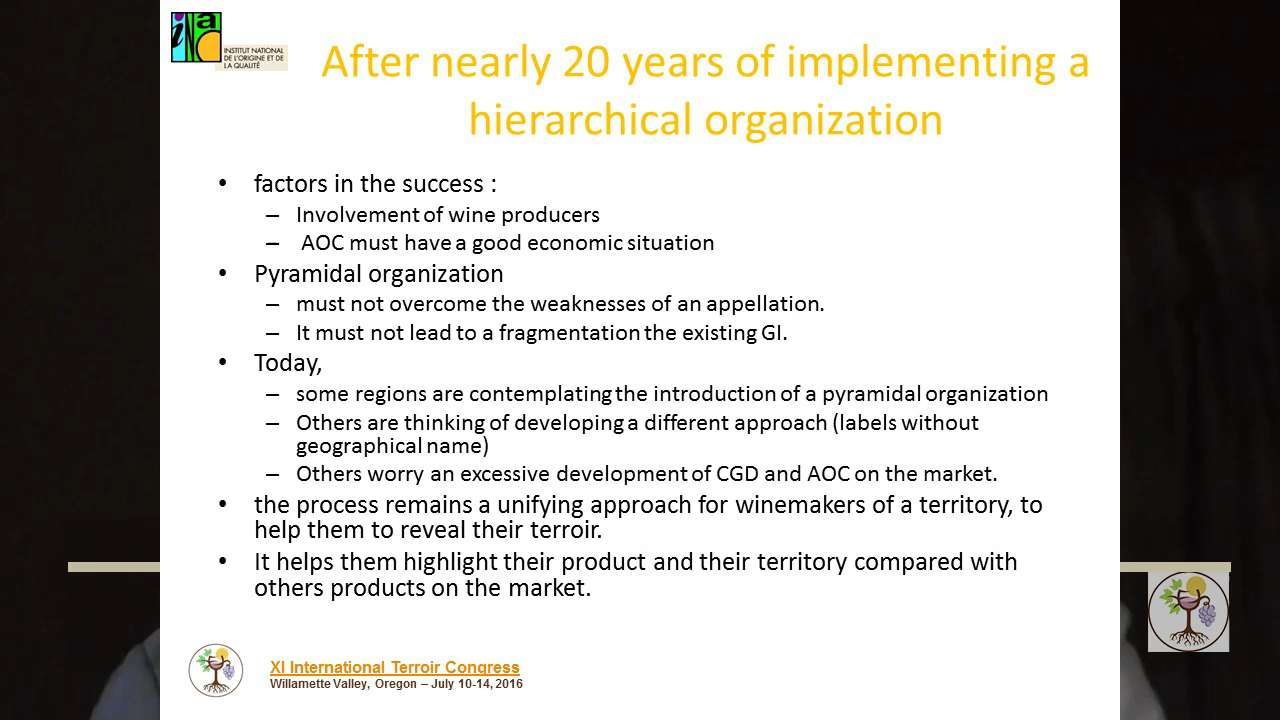 inao
INSTITUT NATIONAL
DE L'ORIGINE ET DE
LA QUALITÉ
After nearly 20 years of implementing a
hierarchical organization
• factors in the success :
– Involvement of wine producers
– AOC must have a good economic situation
• Pyramidal organization
– must not overcome the weaknesses of an appellation.
– It must not lead to a fragmentation the existing GI.
• Today,
– some regions are contemplating the introduction of a pyramidal organization
– Others are thinking of developing a different approach (labels without
geographical name)
– Others worry an excessive development of CGD and AOC on the market.
• the process remains a unifying approach for winemakers of a territory, to
help them to reveal their terroir.
• It helps them highlight their product and their territory compared with
others products on the market.
XI International Terroir Congress
Willamette Valley, Oregon – July 10-14, 2016